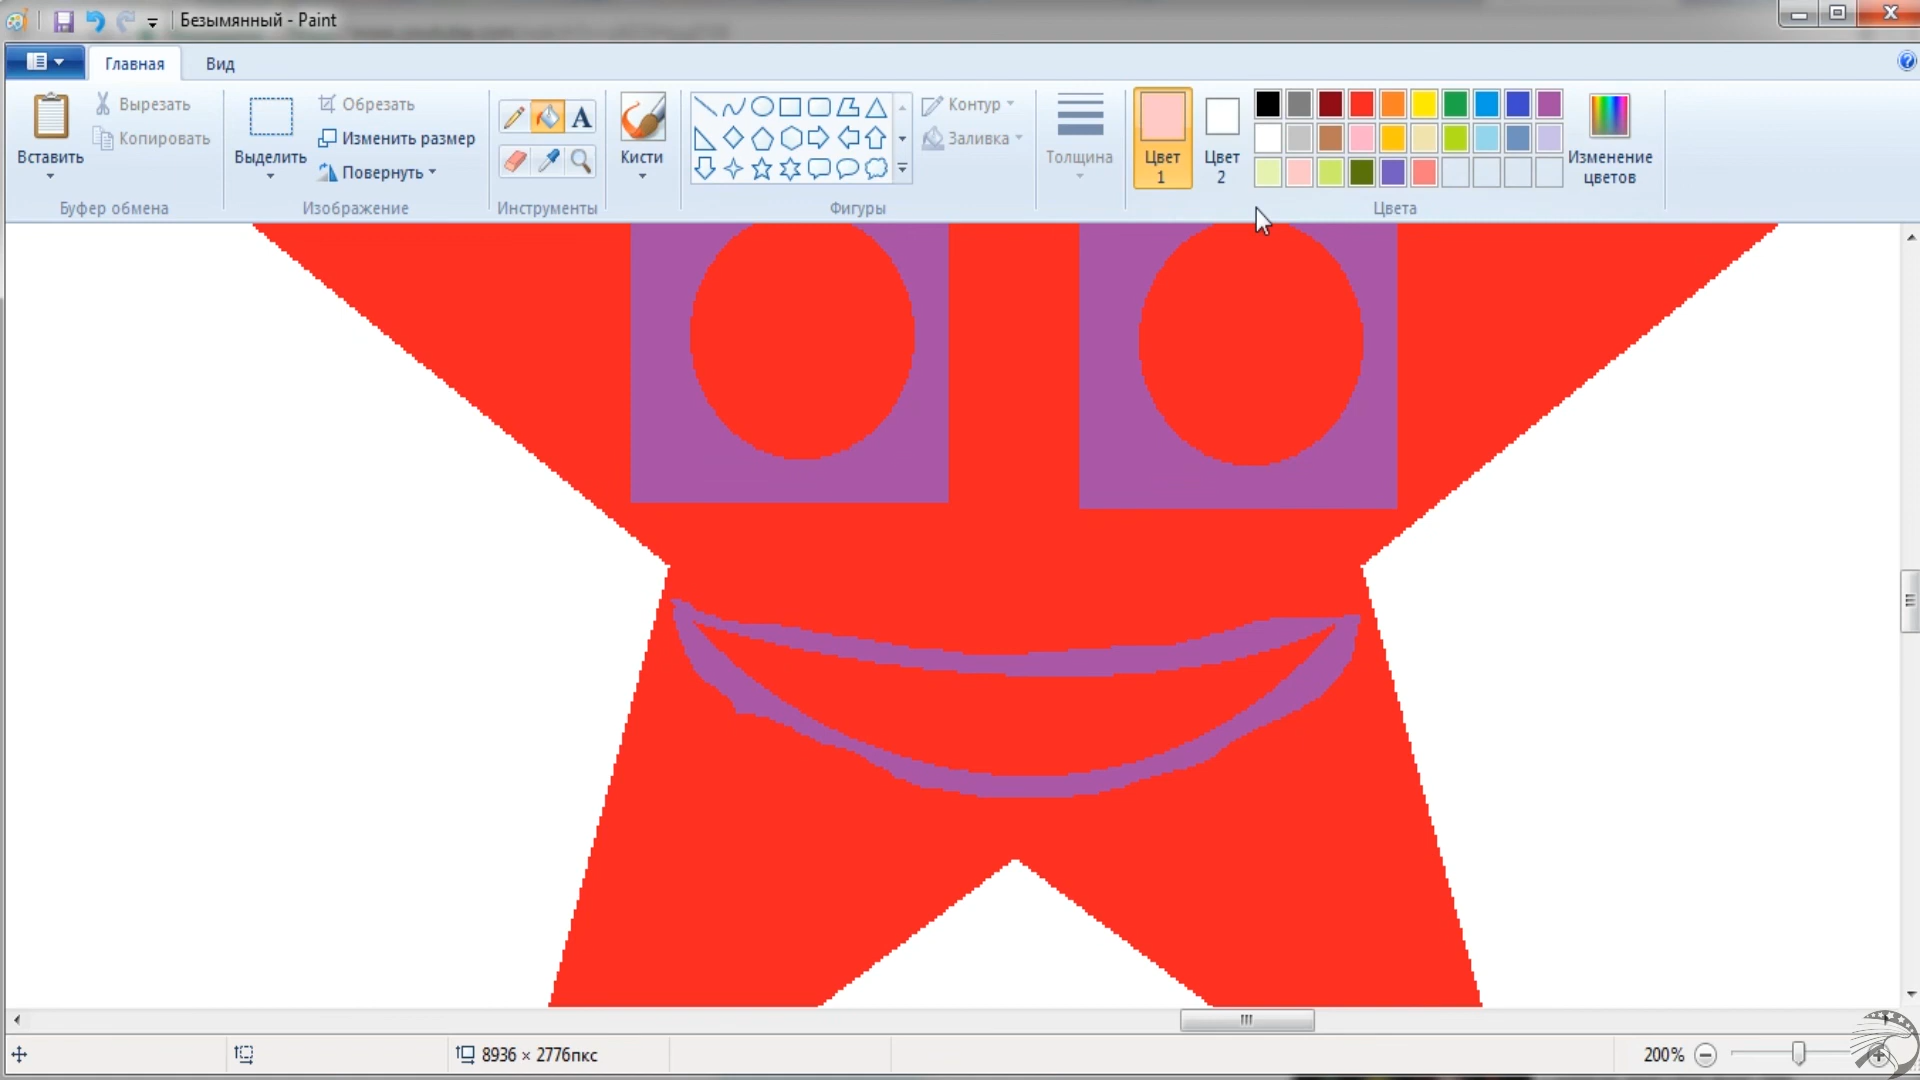 Безымянный - Paint
Главная
Вид
Вставить
Вырезать
Копировать
Буфер обмена
Выделить
Обрезать
Изменить размер
Повернуть
Изображение
A
Инструменты
Кисти
Фигуры
Контур
Заливка
Толщина
Цвет
1
Цвет
2
Изменение
цветов
Цвета
8936 × 2776пкс
200%